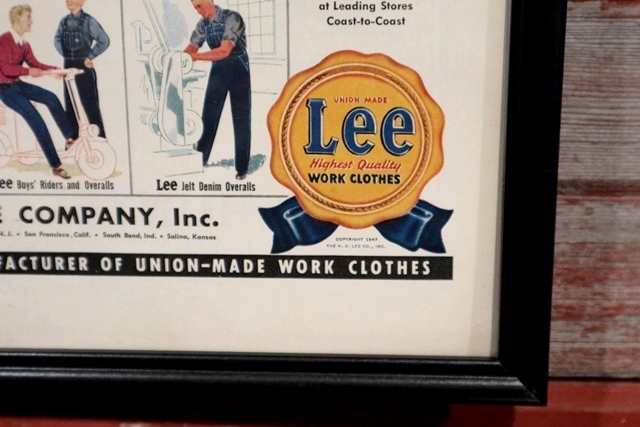 at Leading Stores
Coast-to-Coast
UNION MADE
Lee
Highest Quality
WORK CLOTHES
Boys' Riders and Overalls
Lee Jelt Denim Overalls
COMPANY, Inc.
N. J. • San Francisco, Calif. • South Bend, Ind. • Salina, Kansas
COPYRIGHT 1947
THE H. D. LEE CO., INC.
OF UNION-MADE WORK CLOTHES